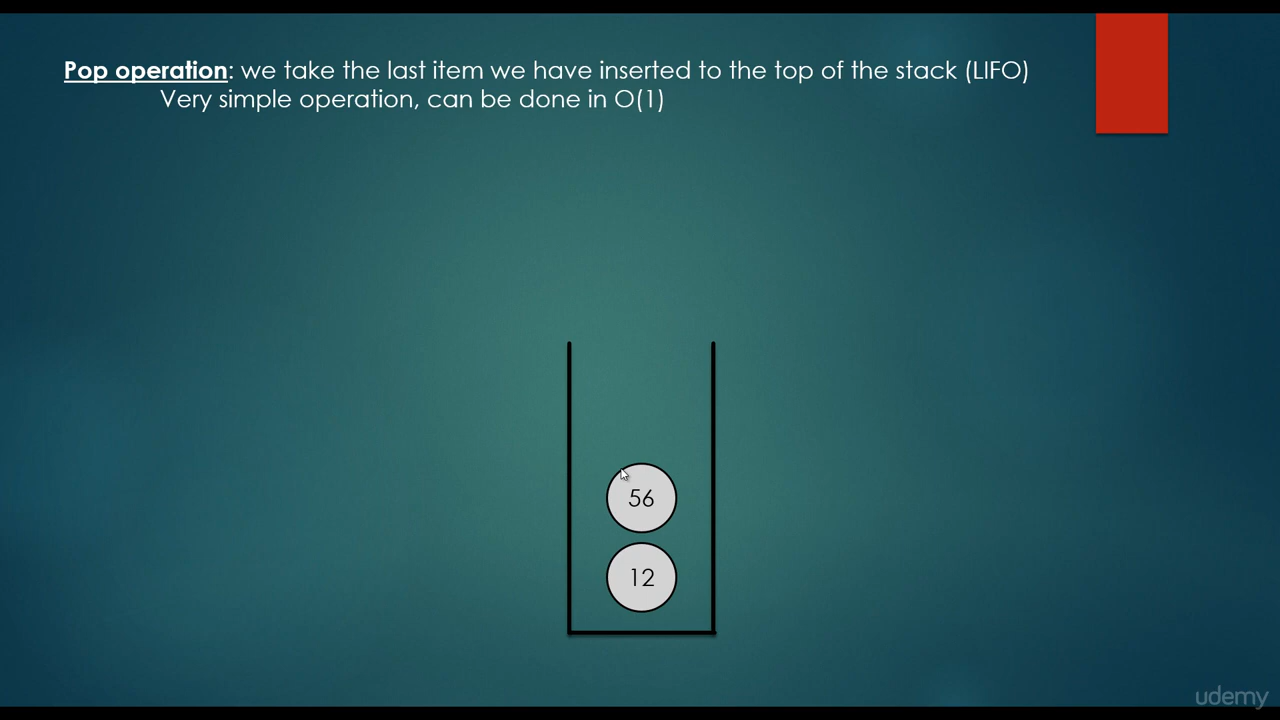 Pop operation: we take the last item we have inserted to the top of the stack (LIFO)
Very simple operation, can be done in O(1)
56
12
udemy